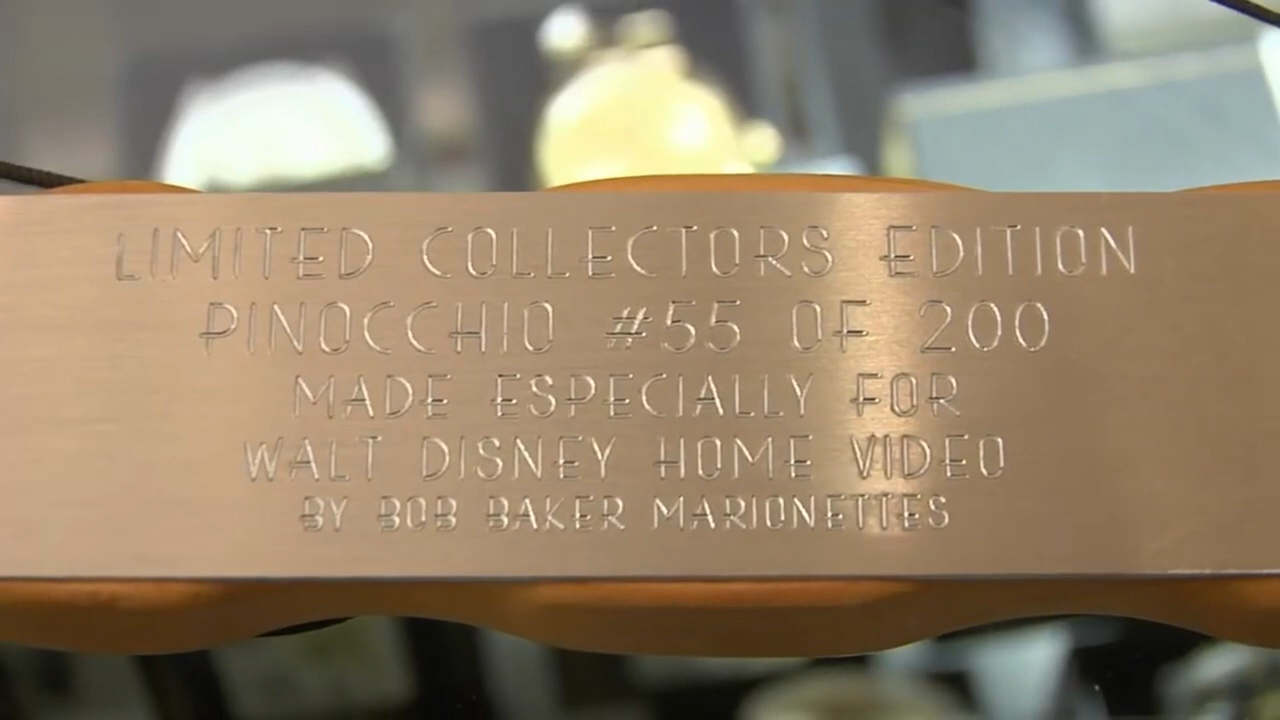 LIMITED COLLECTORS EDITION
PINOCCHIO #55 OF 200
MADE ESPECIALLY FOR
WALT DISNEY HOME VIDEO
BY BOB BAKER MARIONETTES